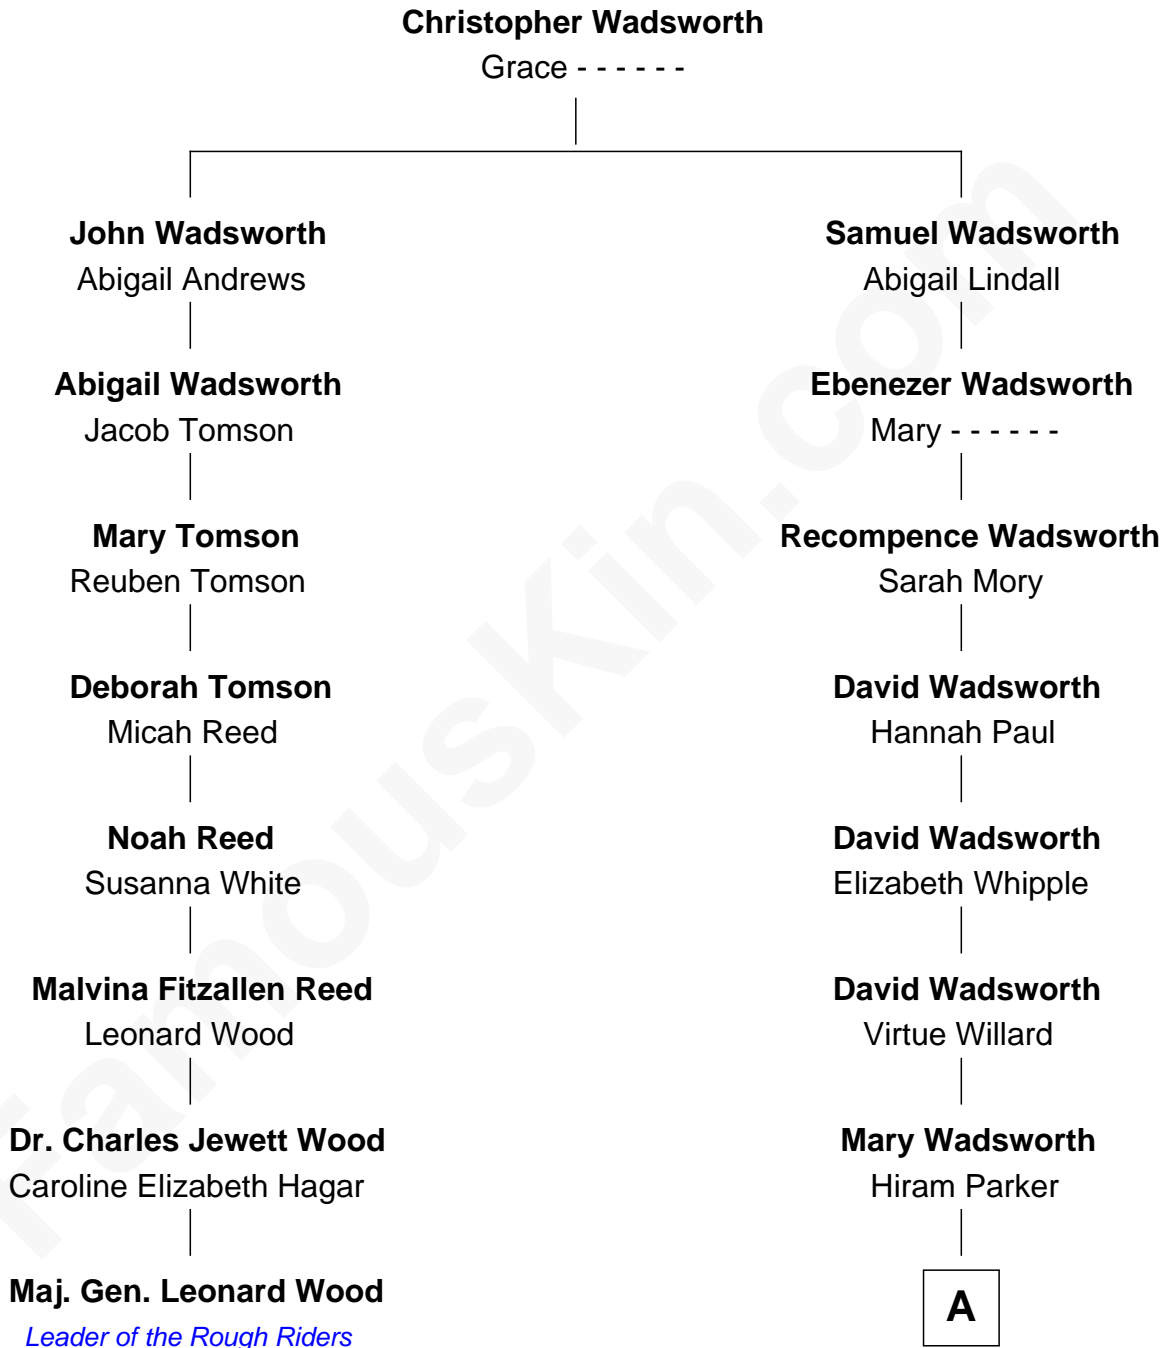 Christopher Wadsworth
Grace - - - - - -
John Wadsworth
Abigail Andrews
Samuel Wadsworth
Abigail Lindall
Abigail Wadsworth
Jacob Tomson
Ebenezer Wadsworth
Mary - - - - - -
Mary Tomson
Reuben Tomson
Recompence Wadsworth
Sarah Mory
Deborah Tomson
Micah Reed
David Wadsworth
Hannah Paul
Noah Reed
Susanna White
David Wadsworth
Elizabeth Whipple
Malvina Fitzallen Reed
Leonard Wood
David Wadsworth
Virtue Willard
Dr. Charles Jewett Wood
Caroline Elizabeth Hagar
Mary Wadsworth
Hiram Parker
Maj. Gen. Leonard Wood
Leader of the Rough Riders
A
famouskin.com